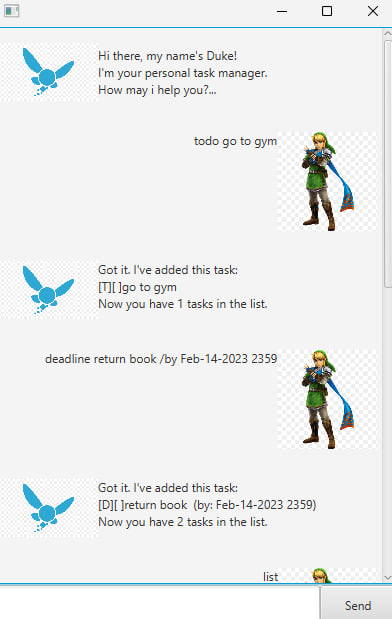 Hi there, my name's Duke!
I'm your personal task manager.
How may i help you?...
todo go to gym
Got it. I've added this task:
[T][ ]go to gym
Now you have 1 tasks in the list.
deadline return book /by Feb-14-2023 2359
Got it. I've added this task:
[D][ ]return book  (by: Feb-14-2023 2359)
Now you have 2 tasks in the list.
list
Send